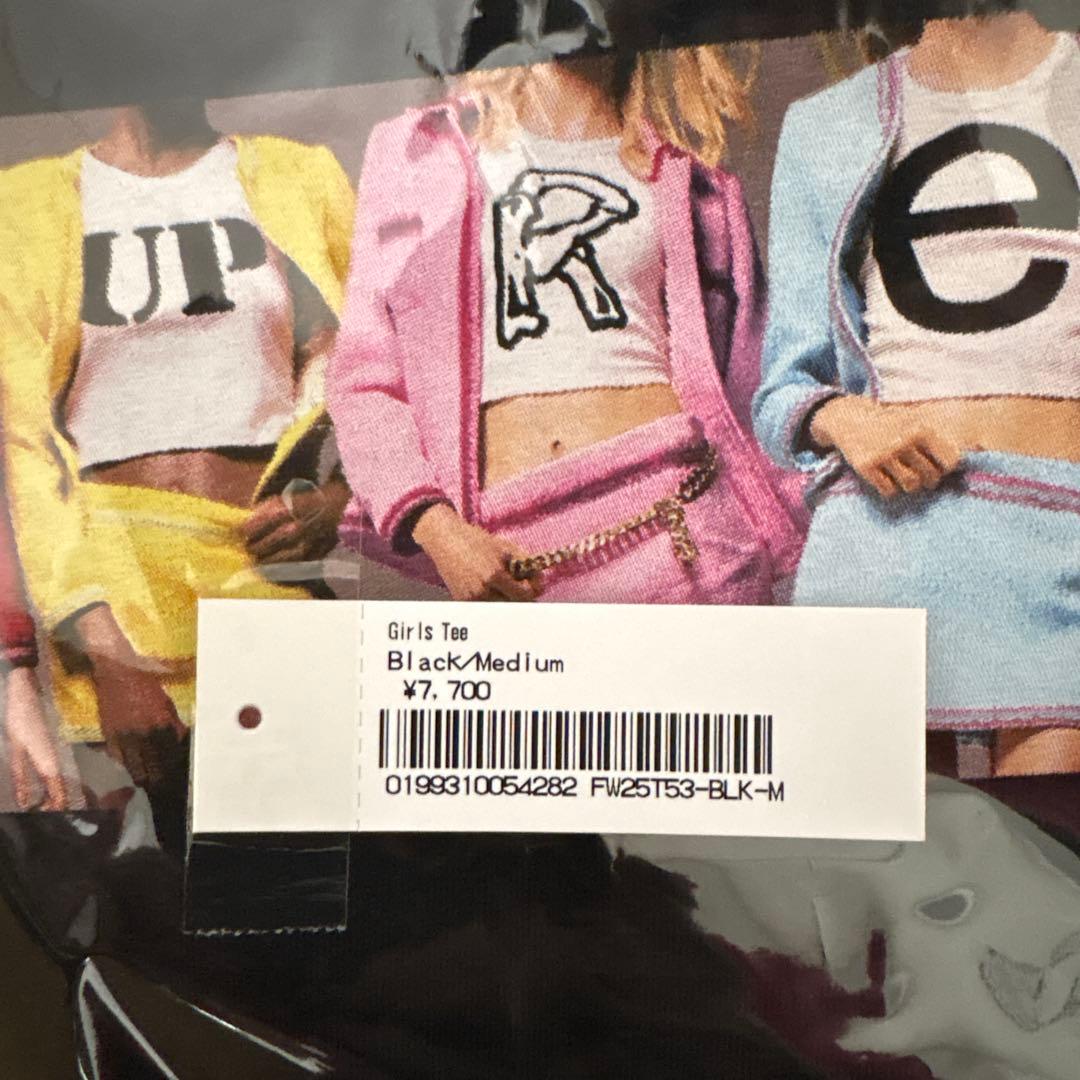 UP R e
Girls Tee
Black/Medium
¥7,700
0199310054282 FW25T53-BLK-M